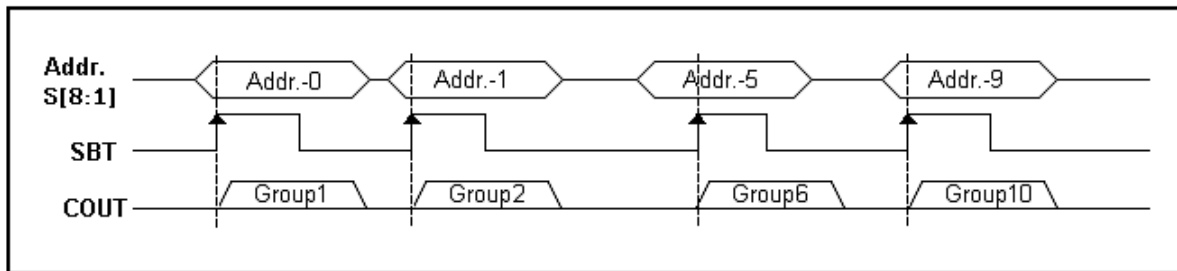 Addr. S[8:1]
Addr.-0 Addr.-1 Addr.-5 Addr.-9
SBT
COUT
Group1 Group2 Group6 Group10